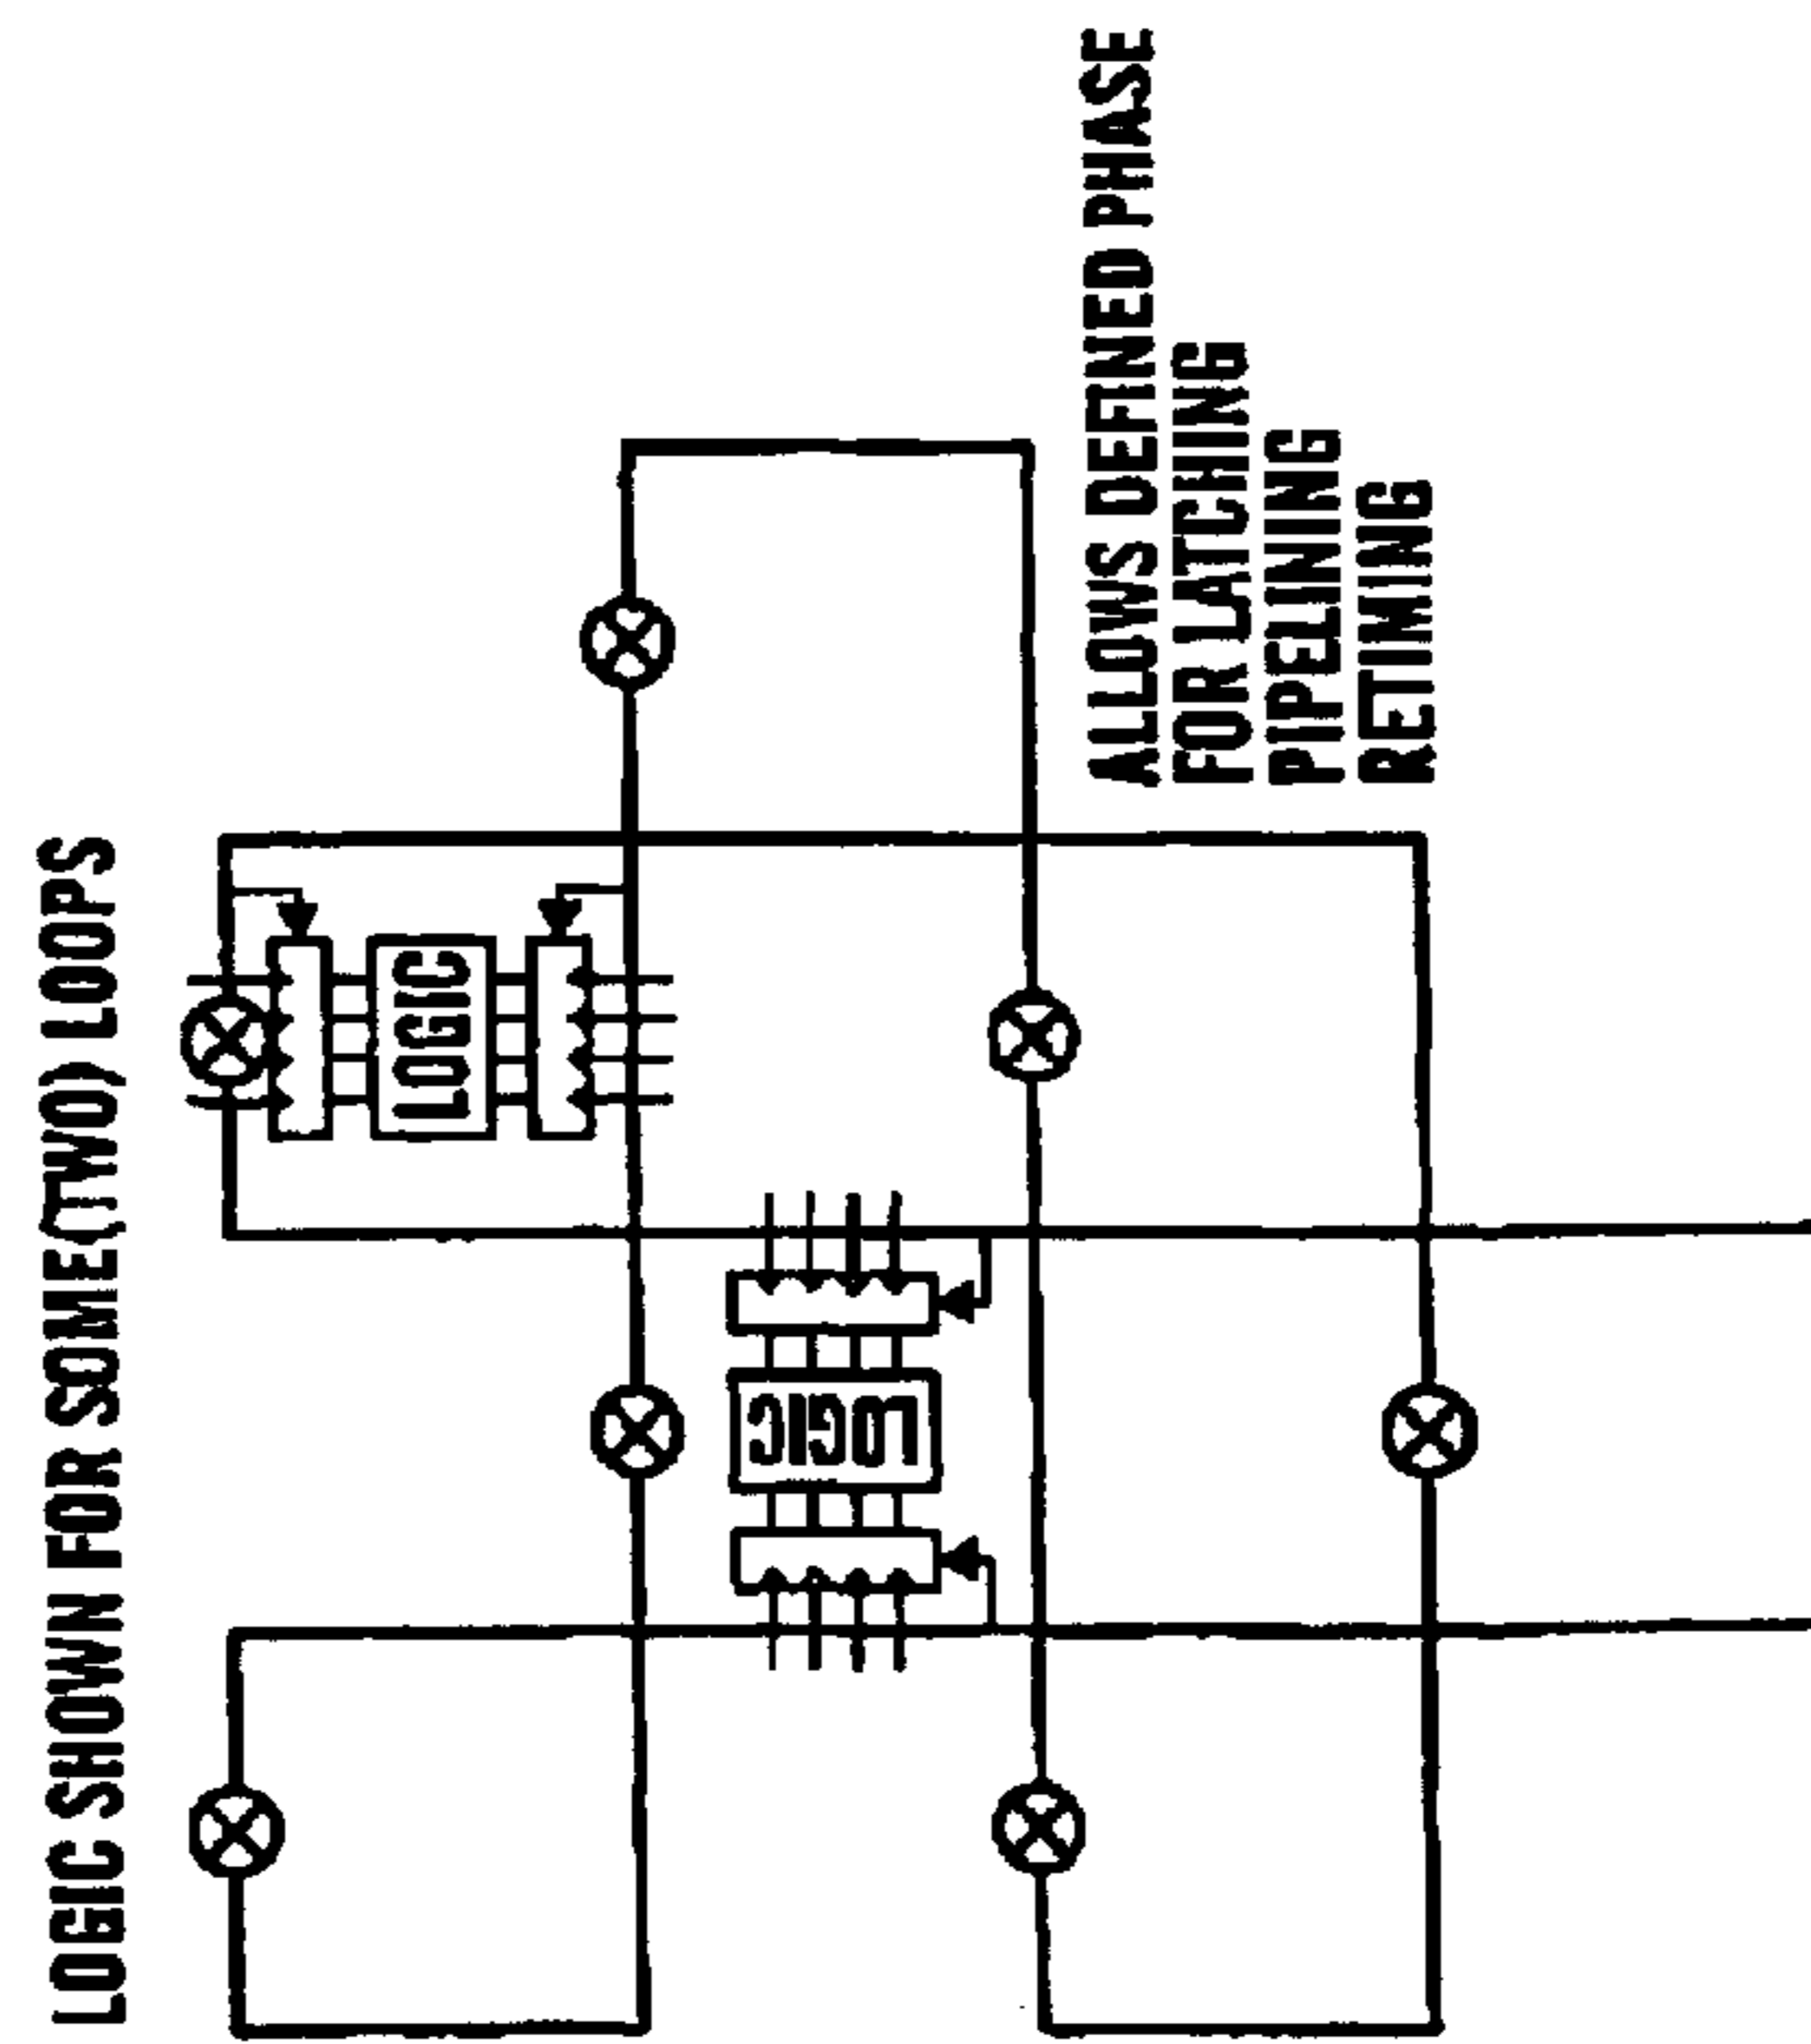 LOGIC SHOWN FOR SOME(TWO) LOOPS
LOGIC
LOGIC
ALLOWS DEFINED PHASE
FOR LATCHING
PIPELINING
RETIMING